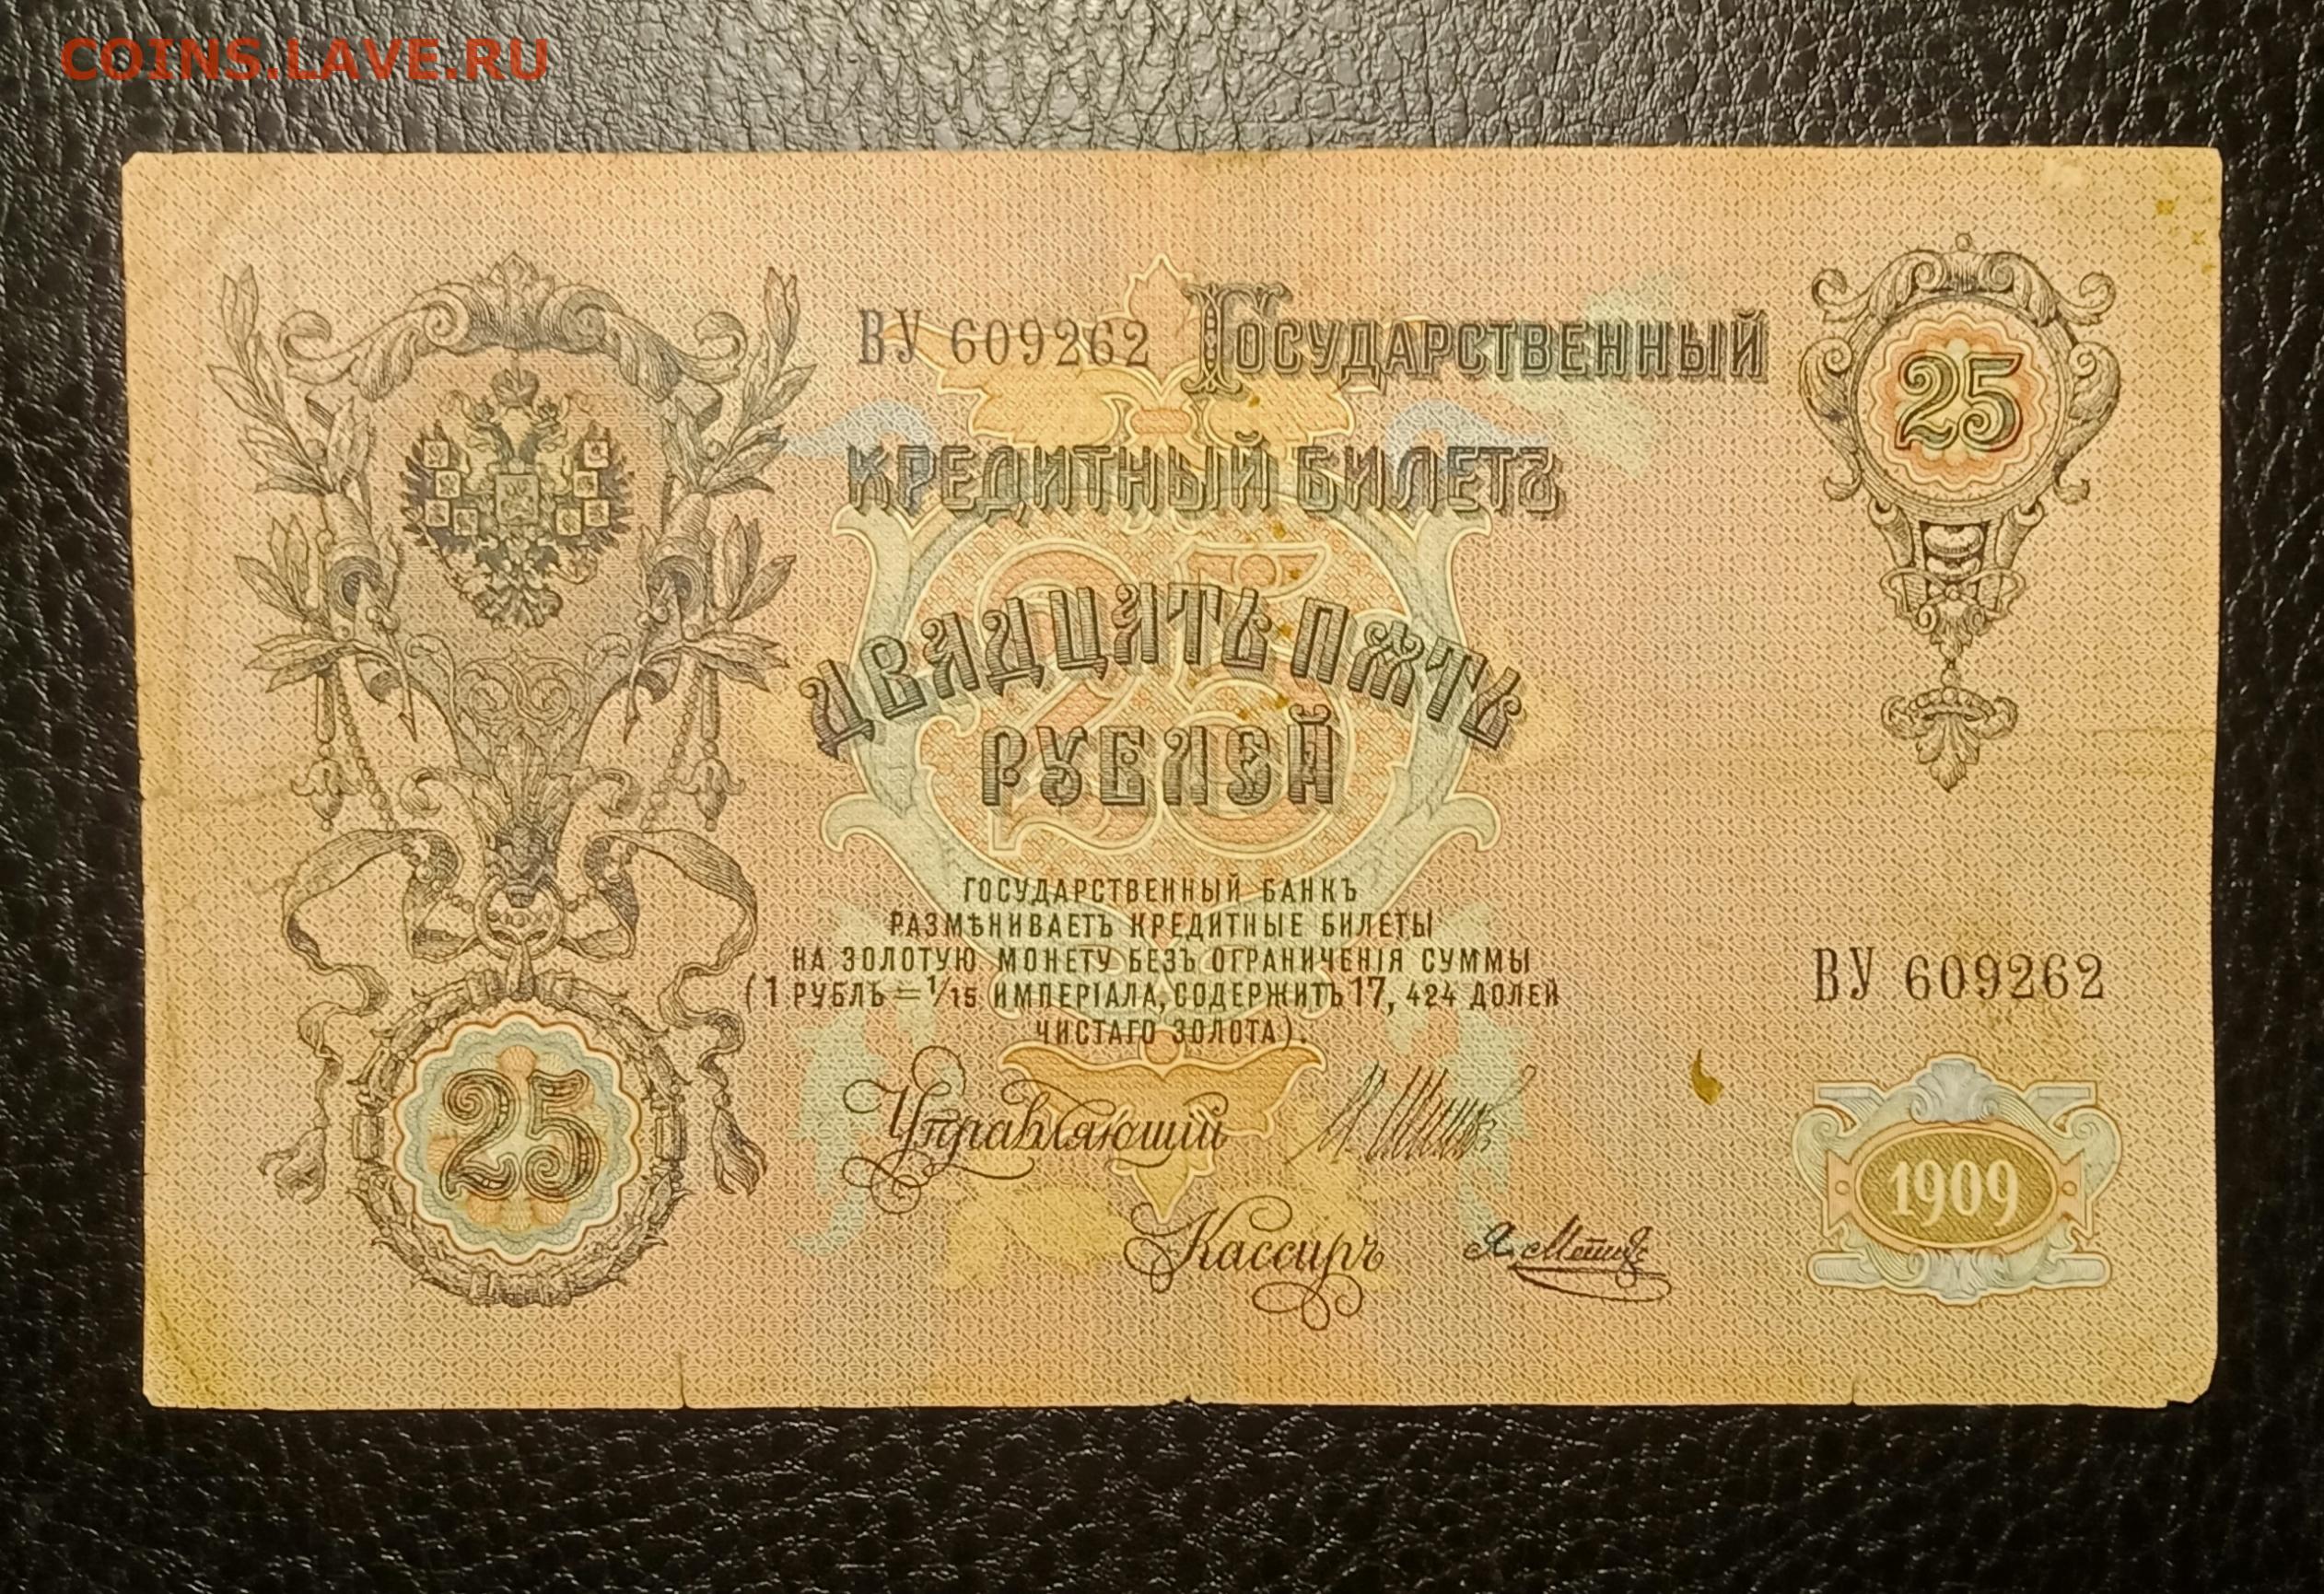 COINS.LAVE.RU
ВУ 609262 ГОСУДАРСТВЕННЫЙ
25
КРЕДИТНЫЙ БИЛЕТЪ
ДВАДЦАТЬ ПЯТЬ
РУБЛЕЙ
ГОСУДАРСТВЕННЫЙ БАНКЪ
РАЗМѢНИВАЕТЪ КРЕДИТНЫЕ БИЛЕТЫ
НА ЗОЛОТУЮ МОНЕТУ БЕЗЪ ОГРАНИЧЕНІЯ СУММЫ
(1 РУБЛЬ = 1/15 ИМПЕРІАЛА, СОДЕРЖИТЪ 17, 424 ДОЛЕЙ
ЧИСТАГО ЗОЛОТА).
ВУ 609262
25
Управляющій
Кассиръ
1909
25